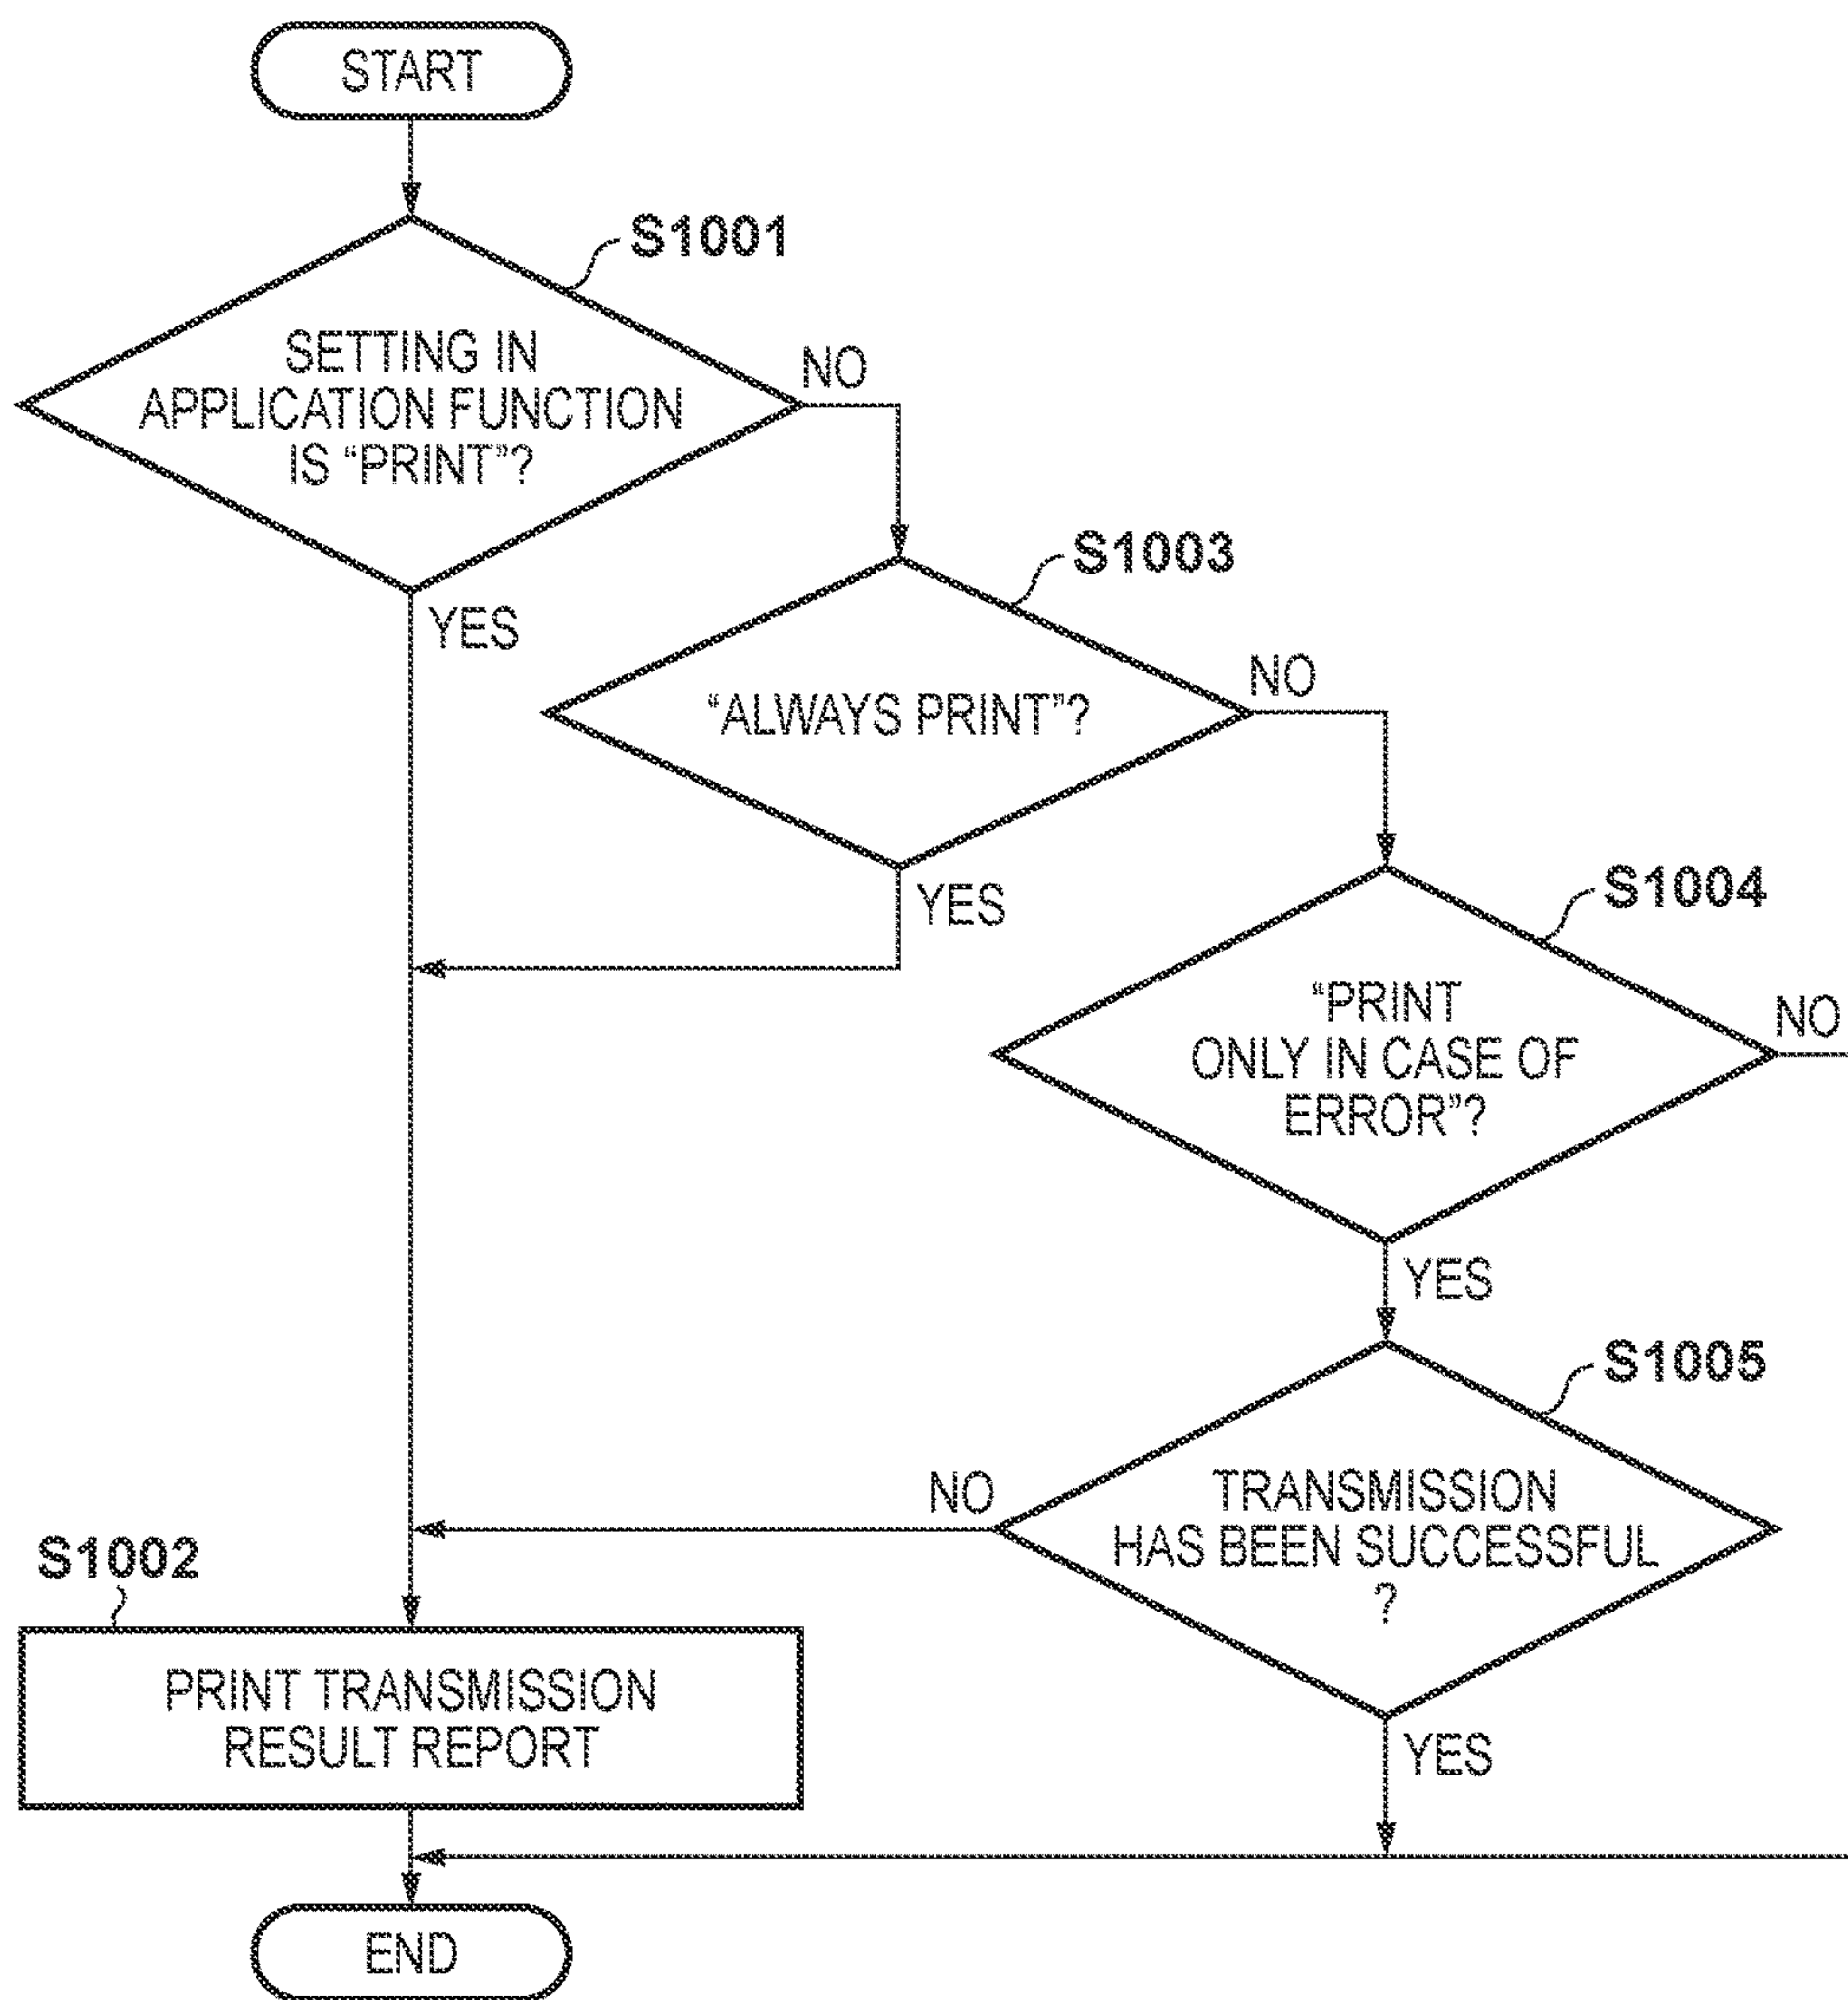 START
S1001
SETTING IN
APPLICATION FUNCTION
IS “PRINT”?
NO
YES
S1003
“ALWAYS PRINT”?
NO
YES
S1004
“PRINT
ONLY IN CASE OF
ERROR”?
NO
YES
S1005
TRANSMISSION
HAS BEEN SUCCESSFUL
?
NO
YES
S1002
PRINT TRANSMISSION
RESULT REPORT
END